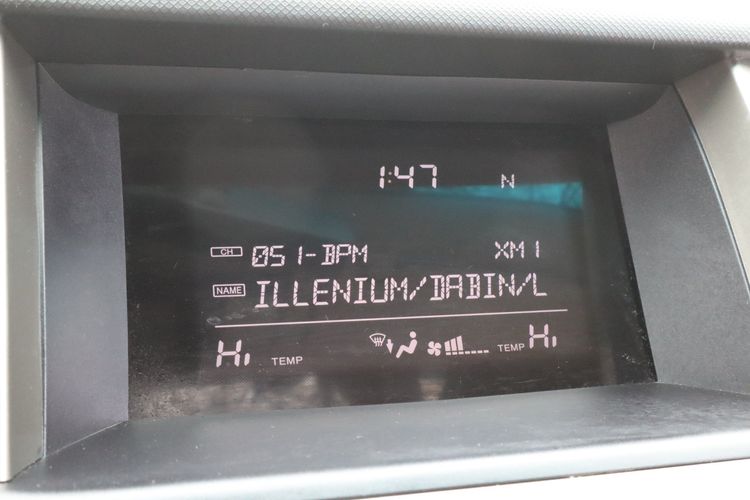 1:47 N
CH 051-BPM XM1
NAME ILLENIUM/DABIN/L
Hi TEMP TEMP Hi